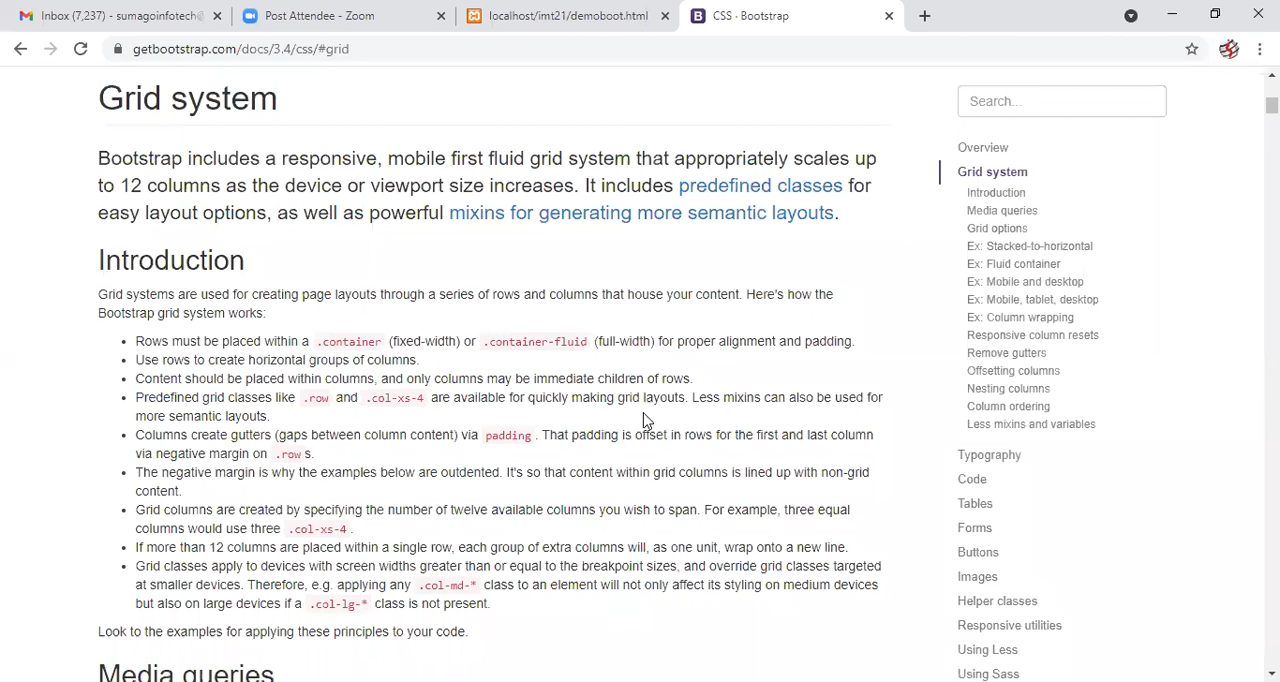 Inbox (7,237) - sumagoinfotech@
Post Attendee - Zoom
localhost/imt21/demoboot.html
B
CSS · Bootstrap
getbootstrap.com/docs/3.4/css/#grid
Grid system
Bootstrap includes a responsive, mobile first fluid grid system that appropriately scales up
to 12 columns as the device or viewport size increases. It includes predefined classes for
easy layout options, as well as powerful mixins for generating more semantic layouts.
Introduction
Grid systems are used for creating page layouts through a series of rows and columns that house your content. Here's how the
Bootstrap grid system works:
Rows must be placed within a .container (fixed-width) or .container-fluid (full-width) for proper alignment and padding.
Use rows to create horizontal groups of columns.
Content should be placed within columns, and only columns may be immediate children of rows.
Predefined grid classes like .row and .col-xs-4 are available for quickly making grid layouts. Less mixins can also be used for
more semantic layouts.
Columns create gutters (gaps between column content) via padding. That padding is offset in rows for the first and last column
via negative margin on .row s.
The negative margin is why the examples below are outdented. It's so that content within grid columns is lined up with non-grid
content.
Grid columns are created by specifying the number of twelve available columns you wish to span. For example, three equal
columns would use three .col-xs-4.
If more than 12 columns are placed within a single row, each group of extra columns will, as one unit, wrap onto a new line.
Grid classes apply to devices with screen widths greater than or equal to the breakpoint sizes, and override grid classes targeted
at smaller devices. Therefore, e.g. applying any .col-md-* class to an element will not only affect its styling on medium devices
but also on large devices if a .col-lg-* class is not present.
Look to the examples for applying these principles to your code.
Media queries
Search...
Overview
Grid system
Introduction
Media queries
Grid options
Ex: Stacked-to-horizontal
Ex: Fluid container
Ex: Mobile and desktop
Ex: Mobile, tablet, desktop
Ex: Column wrapping
Responsive column resets
Remove gutters
Offsetting columns
Nesting columns
Column ordering
Less mixins and variables
Typography
Code
Tables
Forms
Buttons
Images
Helper classes
Responsive utilities
Using Less
Using Sass